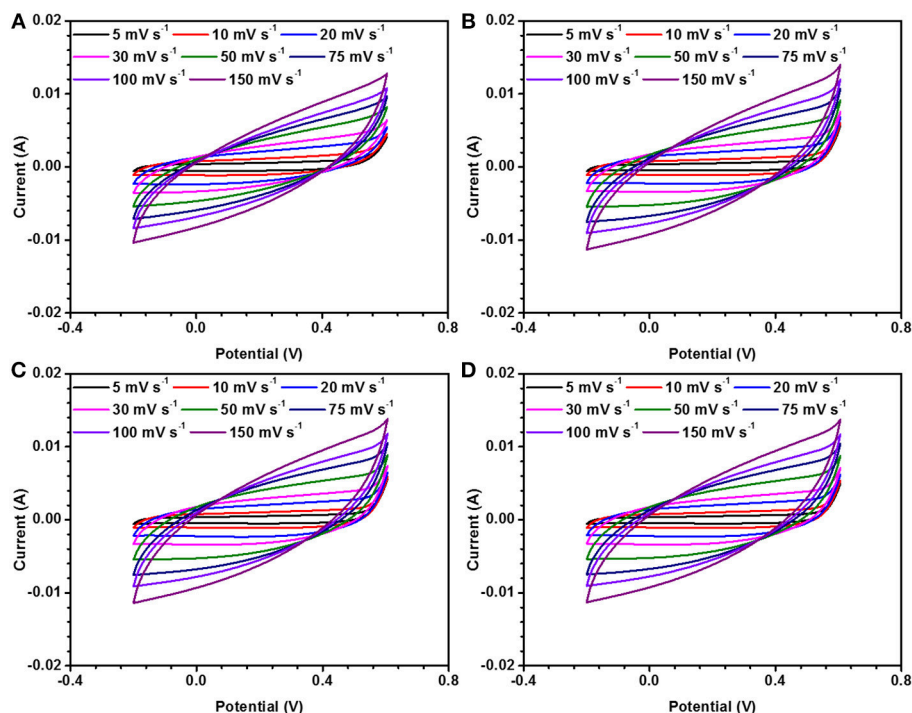 A
0.02
5 mV s⁻¹ 10 mV s⁻¹ 20 mV s⁻¹
30 mV s⁻¹ 50 mV s⁻¹ 75 mV s⁻¹
100 mV s⁻¹ 150 mV s⁻¹
0.01
0.00
-0.01
-0.02
Current (A)
-0.4 0.0 0.4 0.8
Potential (V)
B
0.02
5 mV s⁻¹ 10 mV s⁻¹ 20 mV s⁻¹
30 mV s⁻¹ 50 mV s⁻¹ 75 mV s⁻¹
100 mV s⁻¹ 150 mV s⁻¹
0.01
0.00
-0.01
-0.02
Current (A)
-0.4 0.0 0.4 0.8
Potential (V)
C
0.02
5 mV s⁻¹ 10 mV s⁻¹ 20 mV s⁻¹
30 mV s⁻¹ 50 mV s⁻¹ 75 mV s⁻¹
100 mV s⁻¹ 150 mV s⁻¹
0.01
0.00
-0.01
-0.02
Current (A)
-0.4 0.0 0.4 0.8
Potential (V)
D
0.02
5 mV s⁻¹ 10 mV s⁻¹ 20 mV s⁻¹
30 mV s⁻¹ 50 mV s⁻¹ 75 mV s⁻¹
100 mV s⁻¹ 150 mV s⁻¹
0.01
0.00
-0.01
-0.02
Current (A)
-0.4 0.0 0.4 0.8
Potential (V)